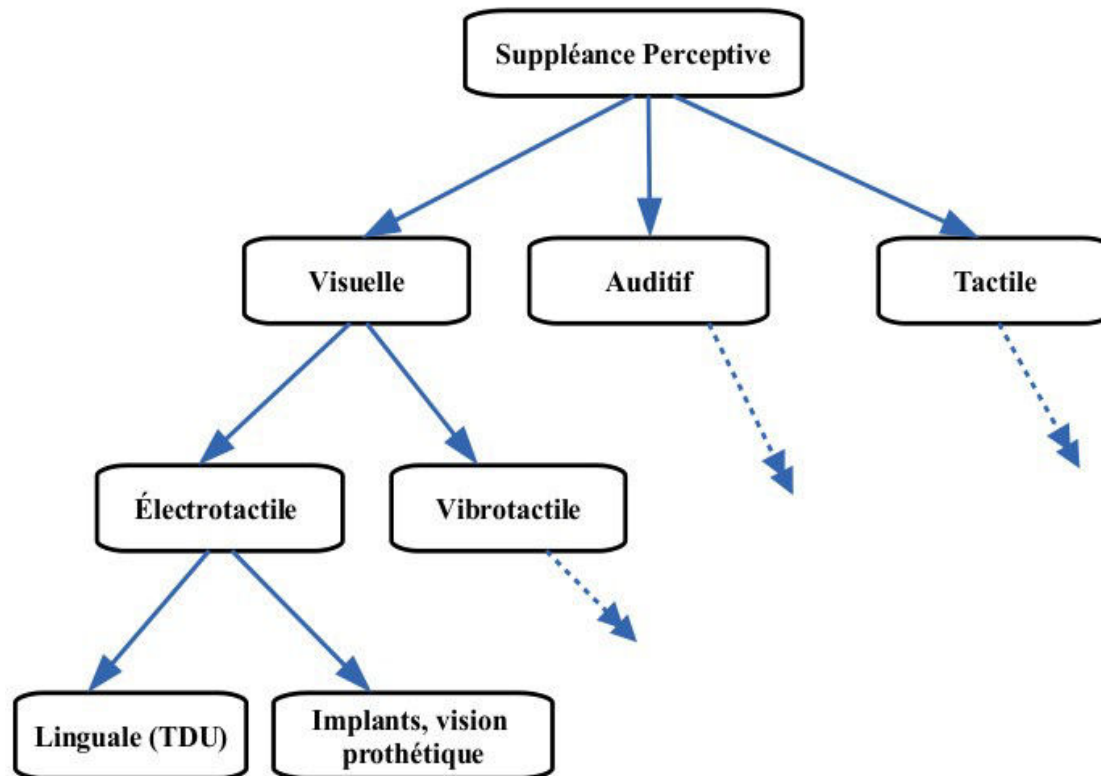 Suppléance Perceptive
Visuelle
Auditif
Tactile
Électrotactile
Vibrotactile
Linguale (TDU)
Implants, vision
prothétique